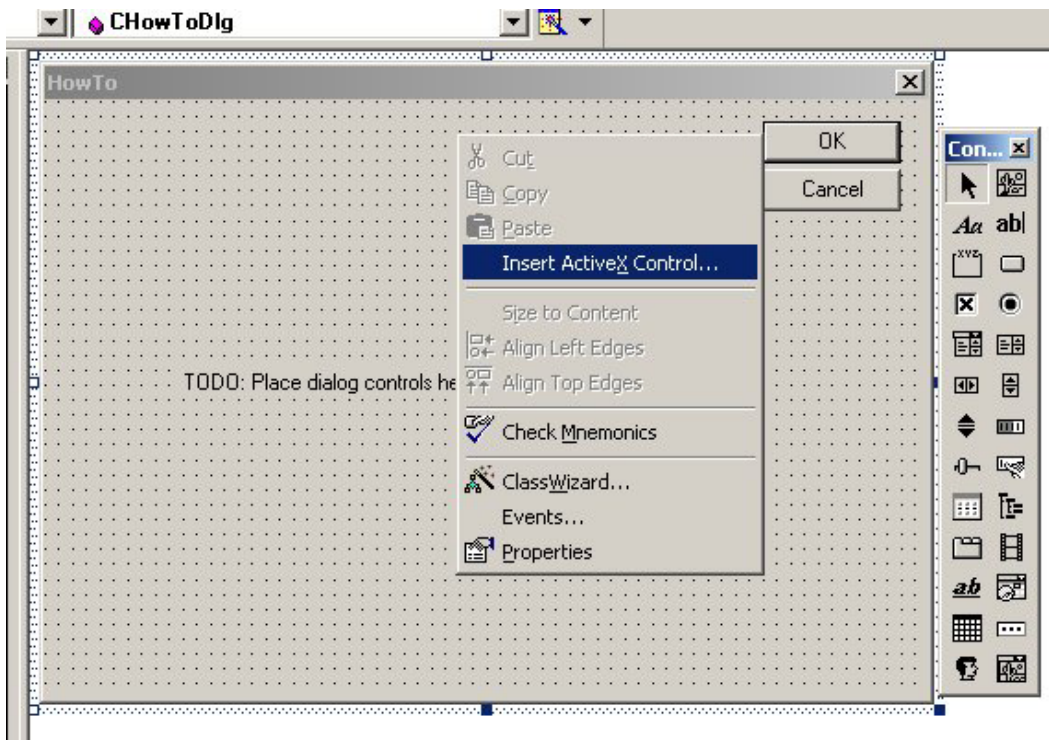 CHowToDlg
HowTo
OK
Cancel
Con...
Cut
Copy
Paste
Insert ActiveX Control...
Size to Content
Align Left Edges
Align Top Edges
Check Mnemonics
ClassWizard...
Events...
Properties
TODO: Place dialog controls he
Aa ab|
XYZ
ab